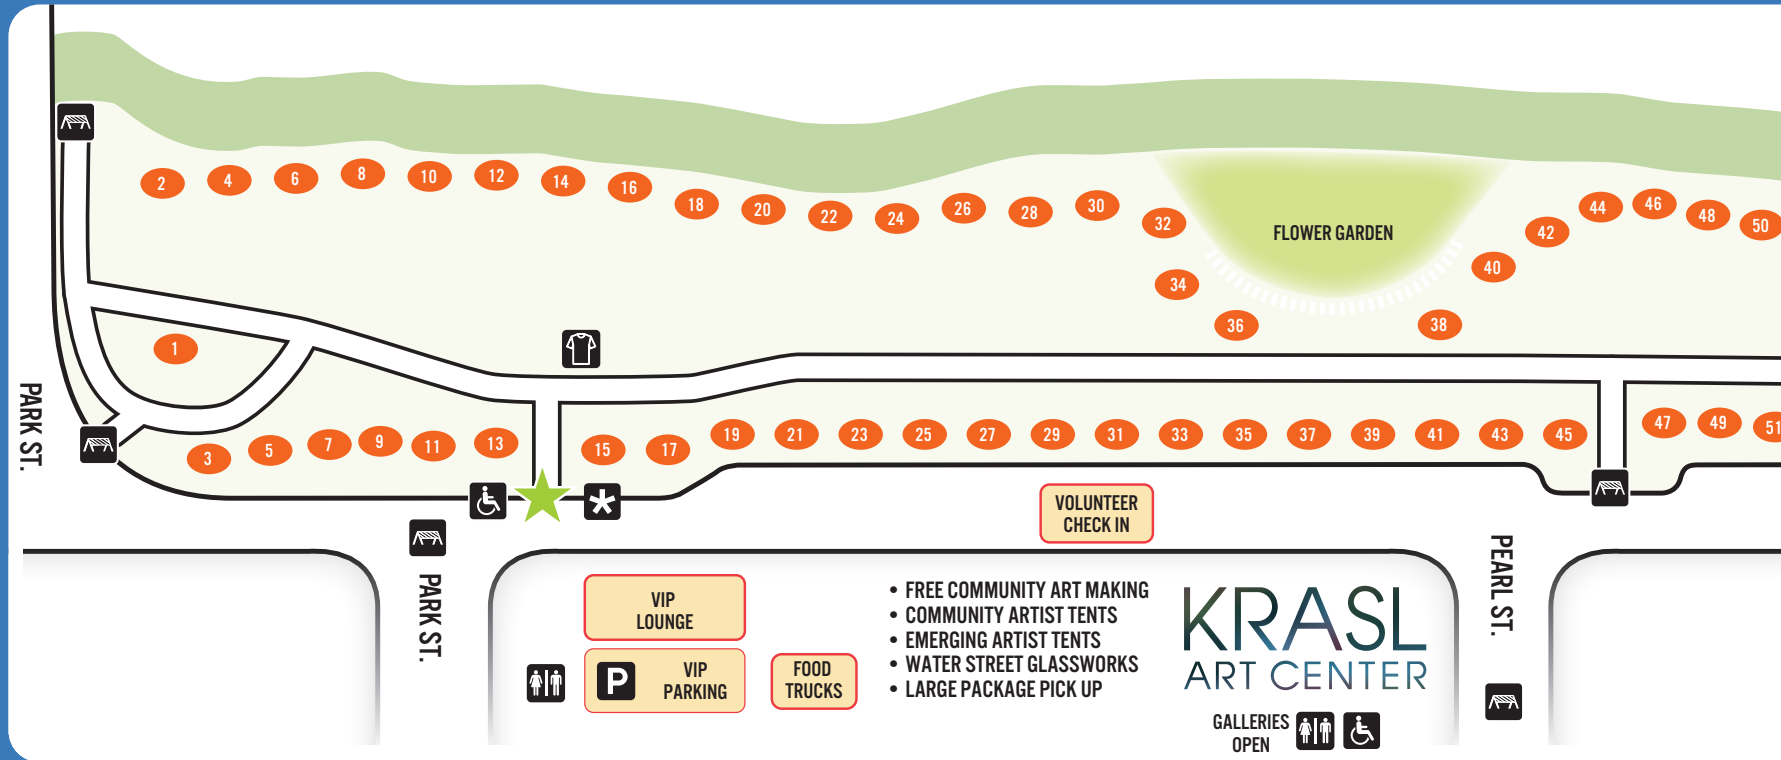 2
4
6
8
10
12
14
16
18
20
22
24
26
28
30
32
34
36
FLOWER GARDEN
38
40
42
44
46
48
50
1
PARK ST.
3
5
7
9
11
13
15
17
19
21
23
25
27
29
31
33
35
37
39
41
43
45
47
49
51
VOLUNTEER
CHECK IN
PARK ST.
VIP
LOUNGE
P
VIP
PARKING
FOOD
TRUCKS
• FREE COMMUNITY ART MAKING
• COMMUNITY ARTIST TENTS
• EMERGING ARTIST TENTS
• WATER STREET GLASSWORKS
• LARGE PACKAGE PICK UP
KRASL
ART CENTER
GALLERIES
OPEN
PEARL ST.